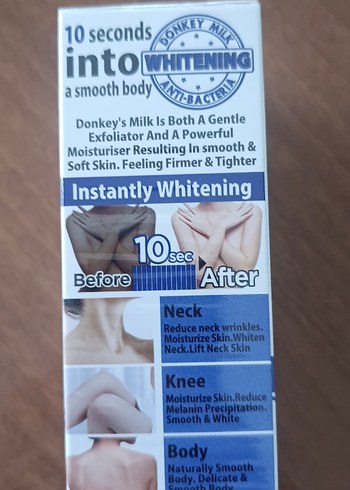 10 seconds
into
a smooth body
DONKEY MILK
WHITENING
ANTI-BACTERIA
Donkey's Milk Is Both A Gentle
Exfoliator And A Powerful
Moisturiser Resulting In smooth &
Soft Skin. Feeling Firmer & Tighter
Instantly Whitening
10sec
Before
After
Neck
Reduce neck wrinkles.
Moisturize Skin.Whiten
Neck.Lift Neck Skin
Knee
Moisturize Skin.Reduce
Melanin Precipitation.
Smooth & White
Body
Naturally Smooth
Body. Delicate &
Smooth Body